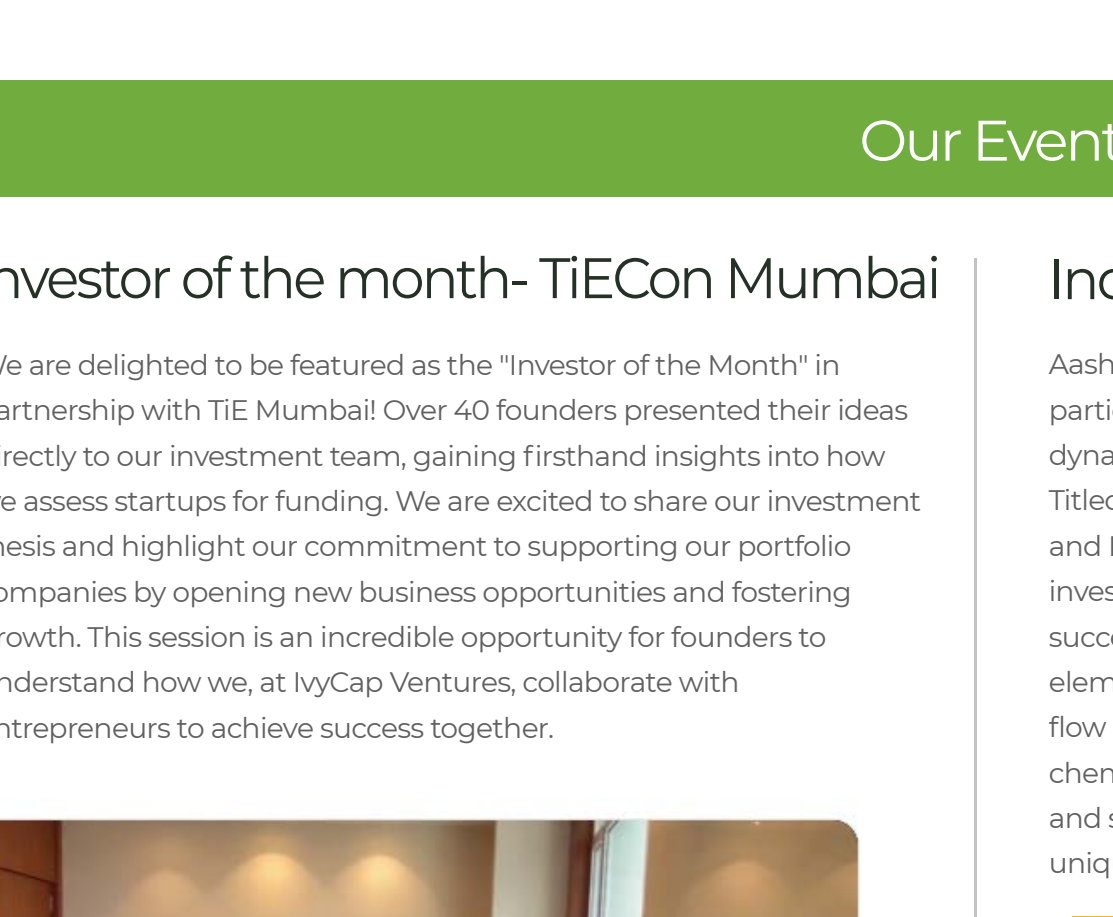 Our Event
nvestor of the month- TiECon Mumbai
e are delighted to be featured as the "Investor of the Month" in
artnership with TiE Mumbai! Over 40 founders presented their ideas
irectly to our investment team, gaining firsthand insights into how
e assess startups for funding. We are excited to share our investment
hesis and highlight our commitment to supporting our portfolio
ompanies by opening new business opportunities and fostering
rowth. This session is an incredible opportunity for founders to
nderstand how we, at IvyCap Ventures, collaborate with
ntrepreneurs to achieve success together.
Aash
parti
dyna
Titled
and
inves
succe
elem
flow
chem
and s
uniq